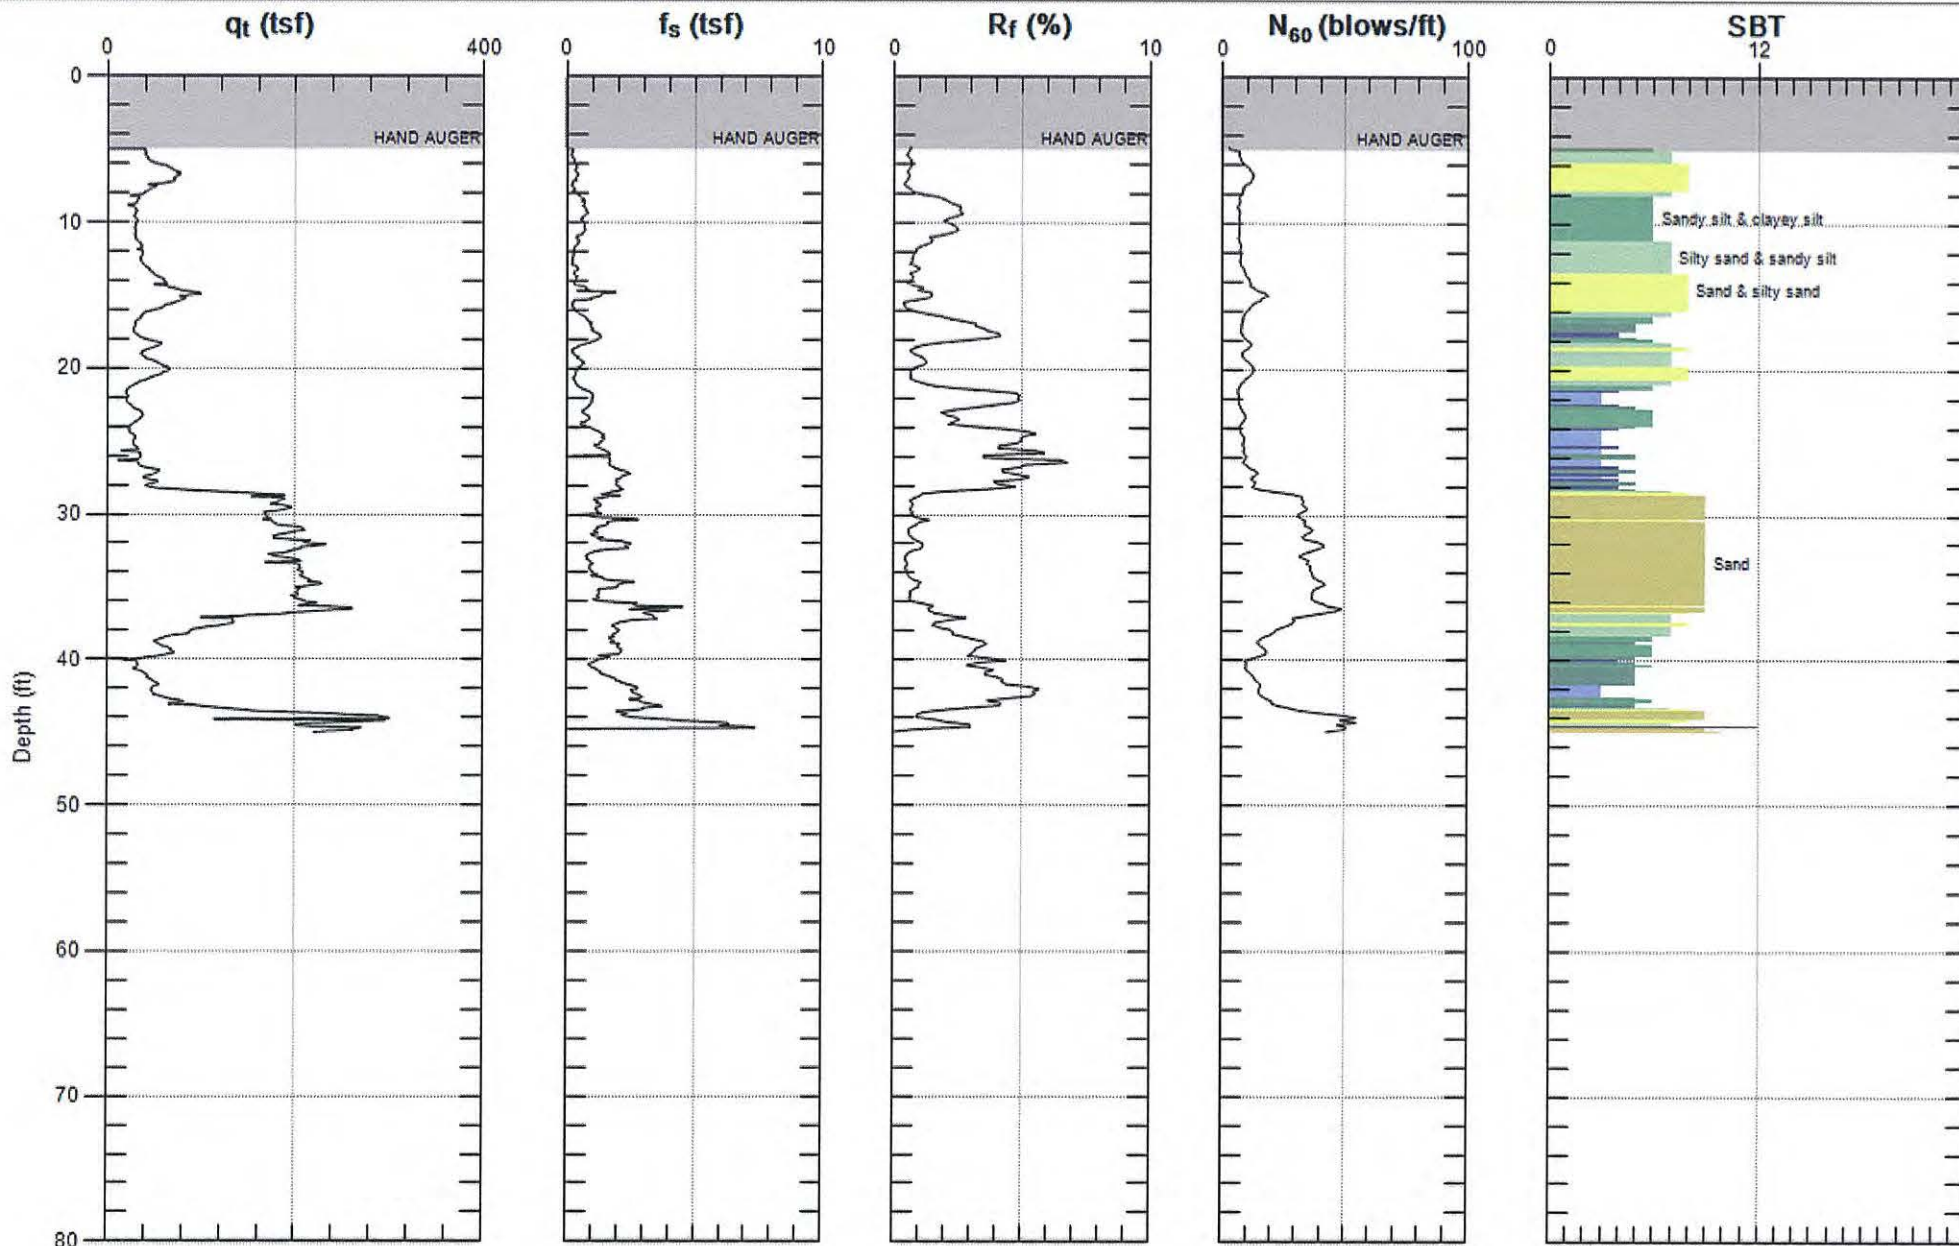 qt (tsf) fs (tsf) Rf (%) N60 (blows/ft) SBT
0 400 0 10 0 10 0 100 0 12
0
HAND AUGER HAND AUGER HAND AUGER HAND AUGER
10
Sandy silt & clayey silt
Silty sand & sandy silt
Sand & silty sand
20
30
Sand
40
Depth (ft)
50
60
70
80